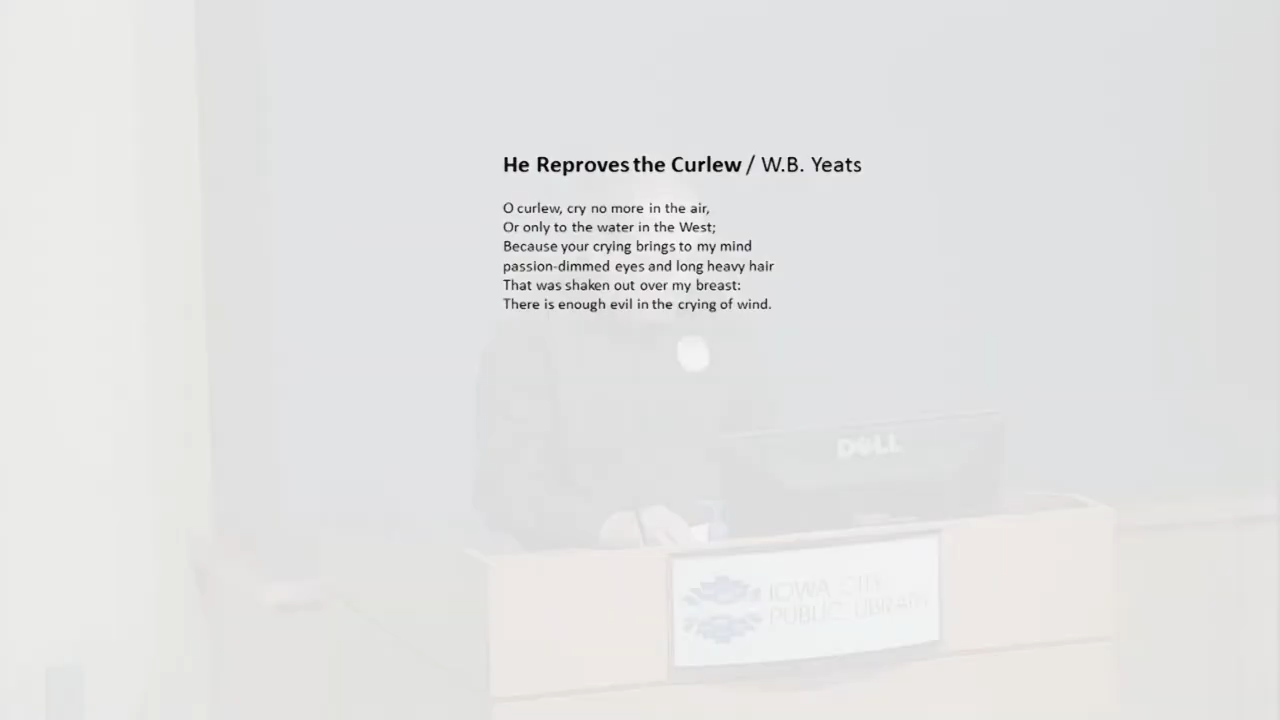 He Reproves the Curlew / W.B. Yeats
O curlew, cry no more in the air,
Or only to the water in the West;
Because your crying brings to my mind
passion-dimmed eyes and long heavy hair
That was shaken out over my breast:
There is enough evil in the crying of wind.
DELL
IOWA CITY
PUBLIC LIBRARY